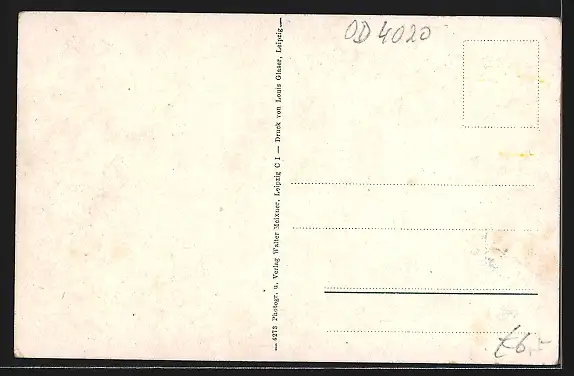 OD 4020
— 4273 Photogr. u. Verlag Walter Meixner, Leipzig C 1 — Druck von Louis Glaser, Leipzig —
€6,-